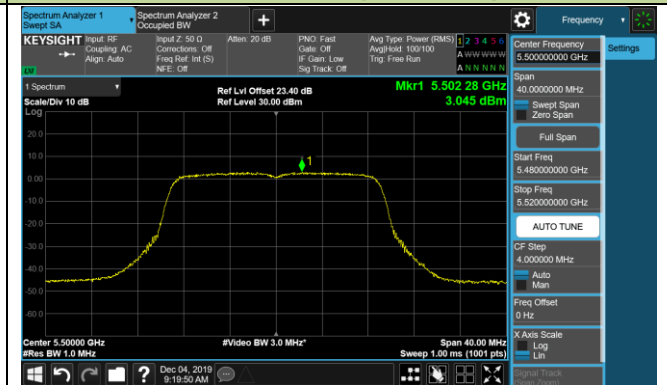 Spectrum Analyzer 1
Swept SA
Spectrum Analyzer 2
Occupied BW
+
Frequency
KEYSIGHT
Input: RF
Coupling: AC
Align: Auto
Input Z: 50 Ω
Corrections: Off
Freq Ref: Int (S)
NFE: Off
Atten: 20 dB
PNO: Fast
Gate: Off
IF Gain: Low
Sig Track: Off
Avg Type: Power (RMS)
Avg|Hold: 100/100
Trig: Free Run
1 2 3 4 5 6
A W W W W W
A N N N N N
1 Spectrum
Scale/Div 10 dB
Ref Lvl Offset 23.40 dB
Ref Level 30.00 dBm
Mkr1 5.502 28 GHz
3.045 dBm
Log
20.0
10.0
0.00
-10.0
-20.0
-30.0
-40.0
-50.0
-60.0
1
Center 5.50000 GHz
#Res BW 1.0 MHz
#Video BW 3.0 MHz*
Span 40.00 MHz
Sweep 1.00 ms (1001 pts)
Center Frequency
5.500000000 GHz
Settings
Span
40.0000000 MHz
Swept Span
Zero Span
Full Span
Start Freq
5.480000000 GHz
Stop Freq
5.520000000 GHz
AUTO TUNE
CF Step
4.000000 MHz
Auto
Man
Freq Offset
0 Hz
X Axis Scale
Log
Lin
Signal Track
(Span Zoom)
?
Dec 04, 2019
9:19:50 AM